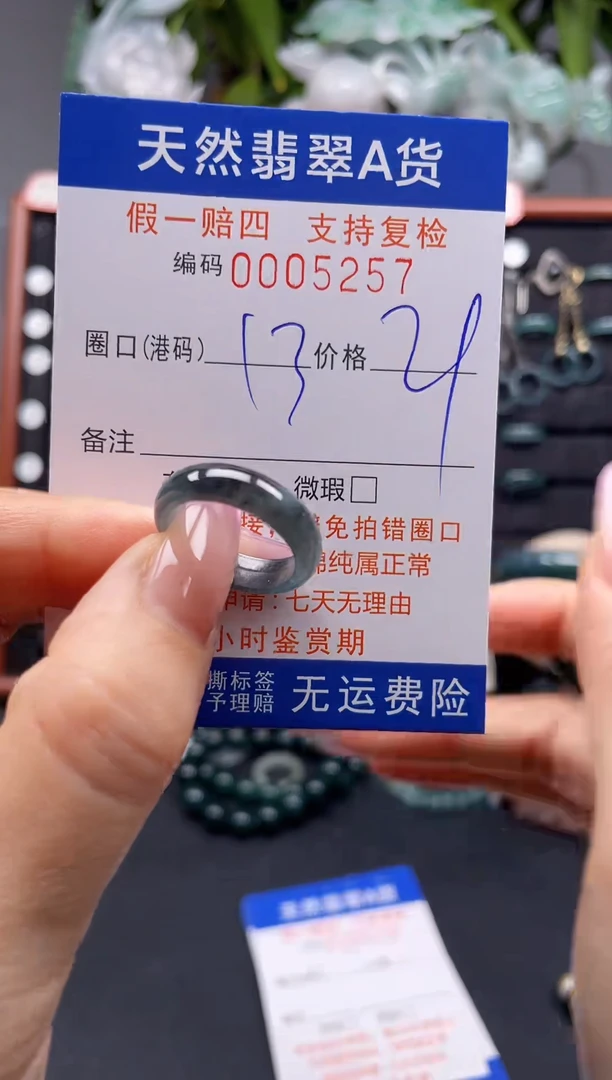 天然翡翠A货
假一赔四 支持复检
编码 0005257
圈口(港码) 13 价格
备注
微瑕□
免拍错圈口
纯属正常
申请：七天无理由
小时鉴赏期
撕标签
予理赔
无运费险